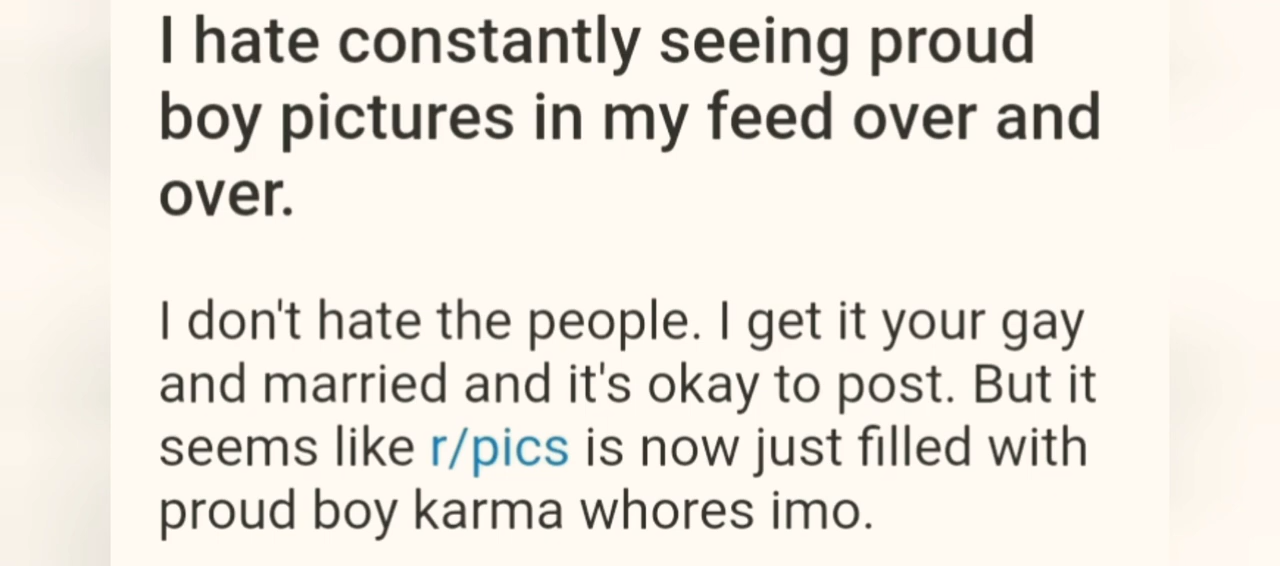 I hate constantly seeing proud
boy pictures in my feed over and
over.
I don't hate the people. I get it your gay
and married and it's okay to post. But it
seems like r/pics is now just filled with
proud boy karma whores imo.